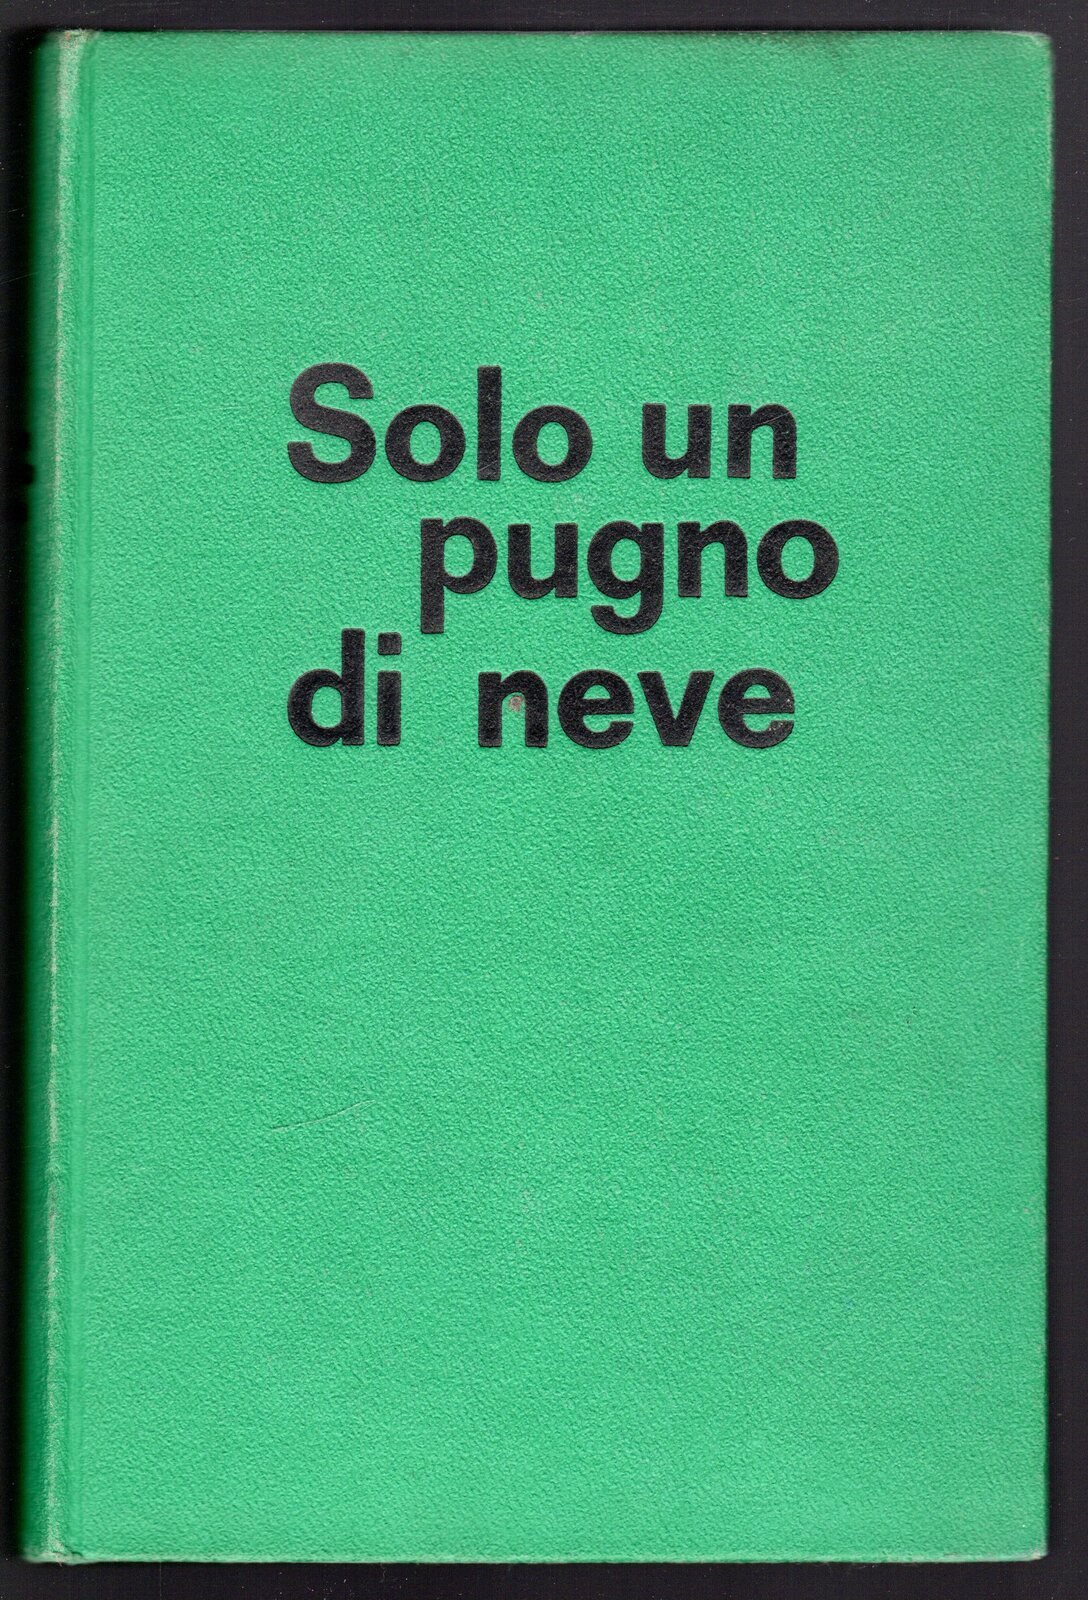 Solo un
pugno
di neve